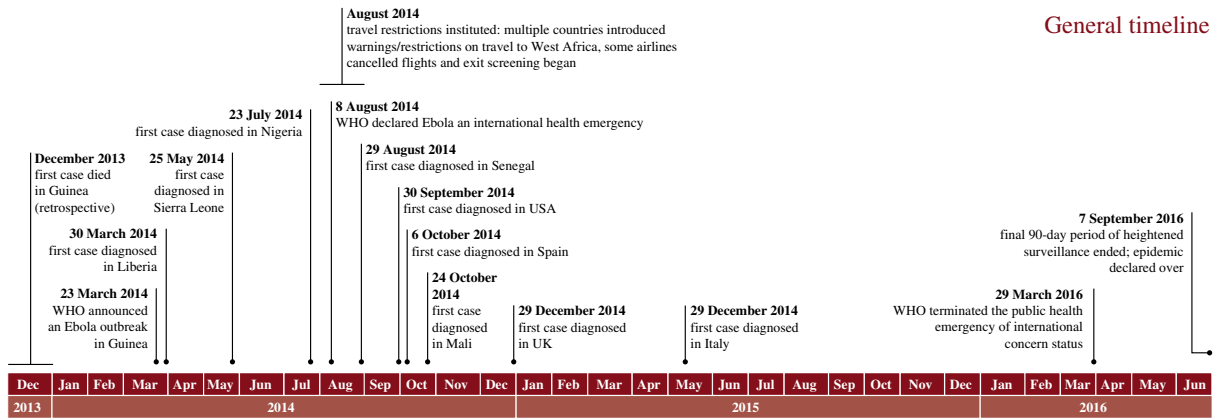 General timeline
August 2014
travel restrictions instituted: multiple countries introduced
warnings/restrictions on travel to West Africa, some airlines
cancelled flights and exit screening began
23 July 2014
first case diagnosed in Nigeria
8 August 2014
WHO declared Ebola an international health emergency
December 2013
first case died
in Guinea
(retrospective)
25 May 2014
first case
diagnosed in
Sierra Leone
29 August 2014
first case diagnosed in Senegal
30 September 2014
first case diagnosed in USA
30 March 2014
first case diagnosed
in Liberia
6 October 2014
first case diagnosed in Spain
7 September 2016
final 90-day period of heightened
surveillance ended; epidemic
declared over
23 March 2014
WHO announced
an Ebola outbreak
in Guinea
24 October
2014
first case
diagnosed
in Mali
29 December 2014
first case diagnosed
in UK
29 December 2014
first case diagnosed
in Italy
29 March 2016
WHO terminated the public health
emergency of international
concern status
Dec Jan Feb Mar Apr May Jun Jul Aug Sep Oct Nov Dec Jan Feb Mar Apr May Jun Jul Aug Sep Oct Nov Dec Jan Feb Mar Apr May Jun
2013 2014 2015 2016